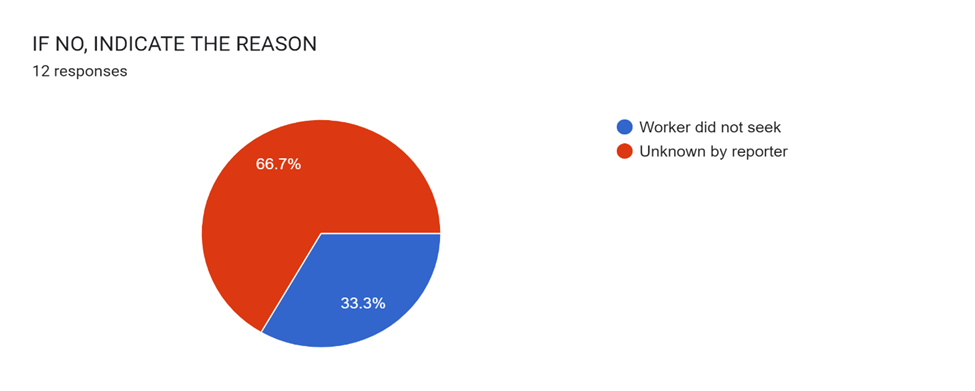 IF NO, INDICATE THE REASON
12 responses
66.7%
33.3%
Worker did not seek
Unknown by reporter